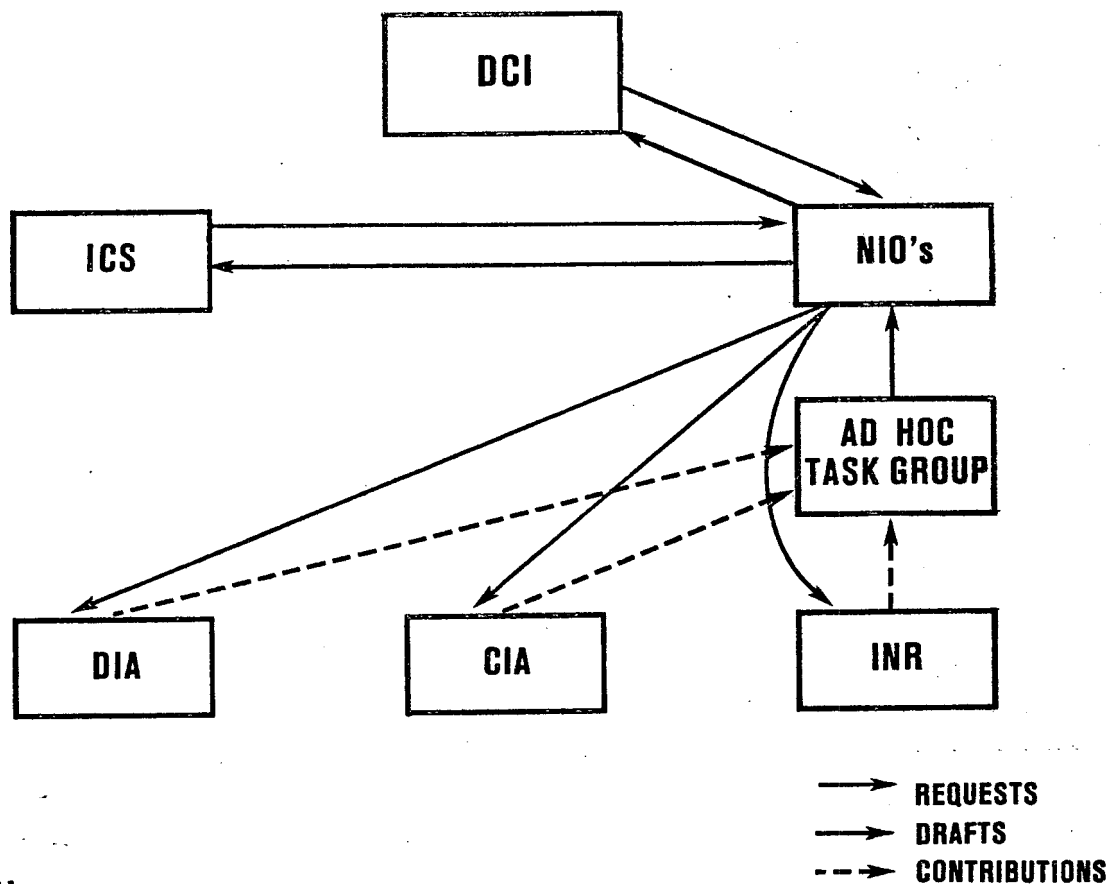 DCI
ICS
NIO's
AD HOC
TASK GROUP
DIA
CIA
INR
REQUESTS
DRAFTS
CONTRIBUTIONS